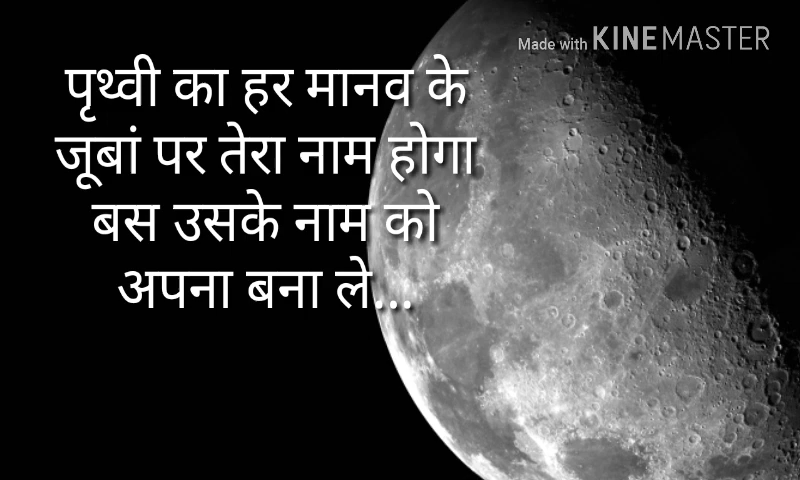 Made with KINEMASTER
पृथ्वी का हर मानव के
जूबां पर तेरा नाम होगा
बस उसके नाम को
अपना बना ले...